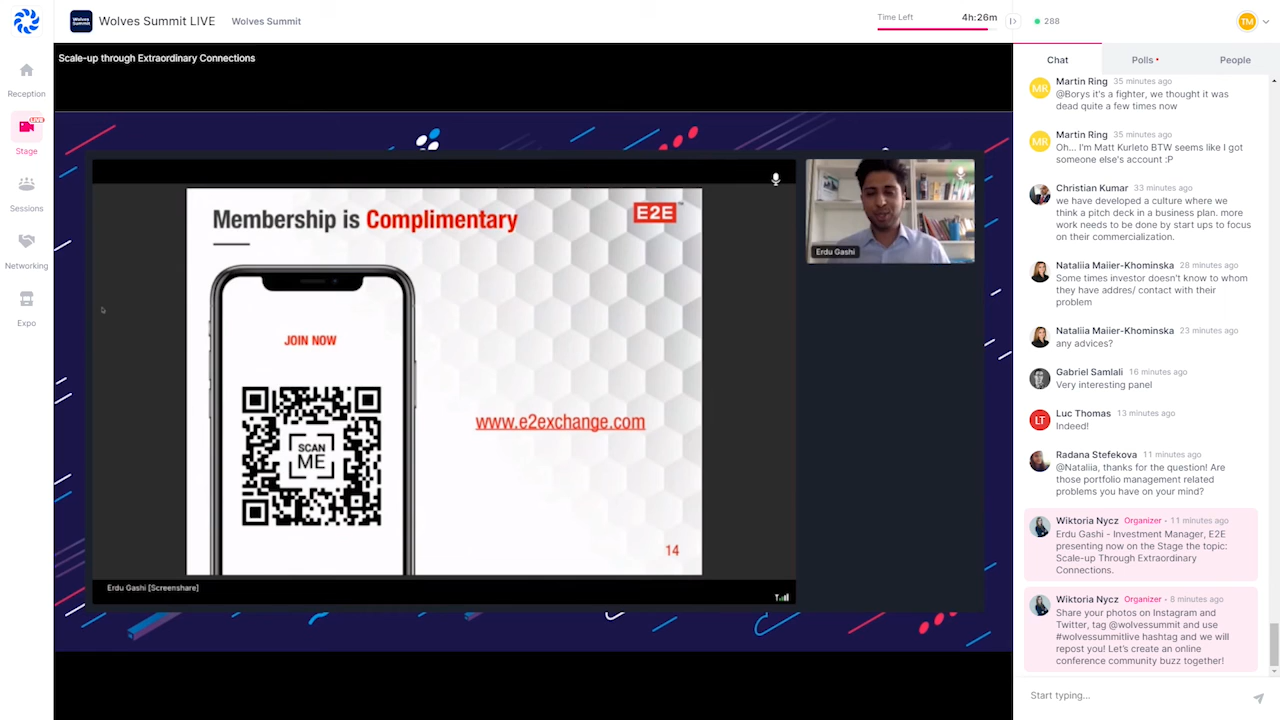 Wolves Summit
Wolves Summit LIVE
Wolves Summit
Time Left
4h:26m
288
TM
Reception
LIVE
Stage
Sessions
Networking
Expo
Scale-up through Extraordinary Connections
Membership is Complimentary
E2E™
JOIN NOW
SCAN
ME
www.e2exchange.com
14
Erdu Gashi [Screenshare]
Erdu Gashi
Chat
Polls
People
MR
Martin Ring 35 minutes ago
@Borys it's a fighter, we thought it was
dead quite a few times now
MR
Martin Ring 35 minutes ago
Oh... I'm Matt Kurleto BTW seems like I got
someone else's account :P
Christian Kumar 33 minutes ago
we have developed a culture where we
think a pitch deck in a business plan. more
work needs to be done by start ups to focus
on their commercialization.
Nataliia Maiier-Khominska 28 minutes ago
Some times investor doesn't know to whom
they have addres/ contact with their
problem
Nataliia Maiier-Khominska 23 minutes ago
any advices?
Gabriel Samlali 16 minutes ago
Very interesting panel
LT
Luc Thomas 13 minutes ago
Indeed!
Radana Stefekova 11 minutes ago
@Nataliia, thanks for the question! Are
those portfolio management related
problems you have on your mind?
Wiktoria Nycz Organizer - 11 minutes ago
Erdu Gashi - Investment Manager, E2E
presenting now on the Stage the topic:
Scale-up Through Extraordinary
Connections.
Wiktoria Nycz Organizer - 8 minutes ago
Share your photos on Instagram and
Twitter, tag @wolvessummit and use
#wolvessummitlive hashtag and we will
repost you! Let's create an online
conference community buzz together!
Start typing...